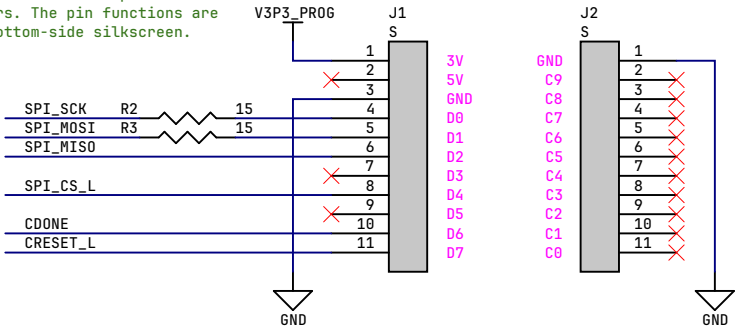 rs. The pin functions are
ottom-side silkscreen.
V3P3_PROG
J1
S
1
2
3
4
5
6
7
8
9
10
11
3V
5V
GND
D0
D1
D2
D3
D4
D5
D6
D7
SPI_SCK R2 15
SPI_MOSI R3 15
SPI_MISO
SPI_CS_L
CDONE
CRESET_L
GND
J2
S
GND
C9
C8
C7
C6
C5
C4
C3
C2
C1
C0
1
2
3
4
5
6
7
8
9
10
11
GND